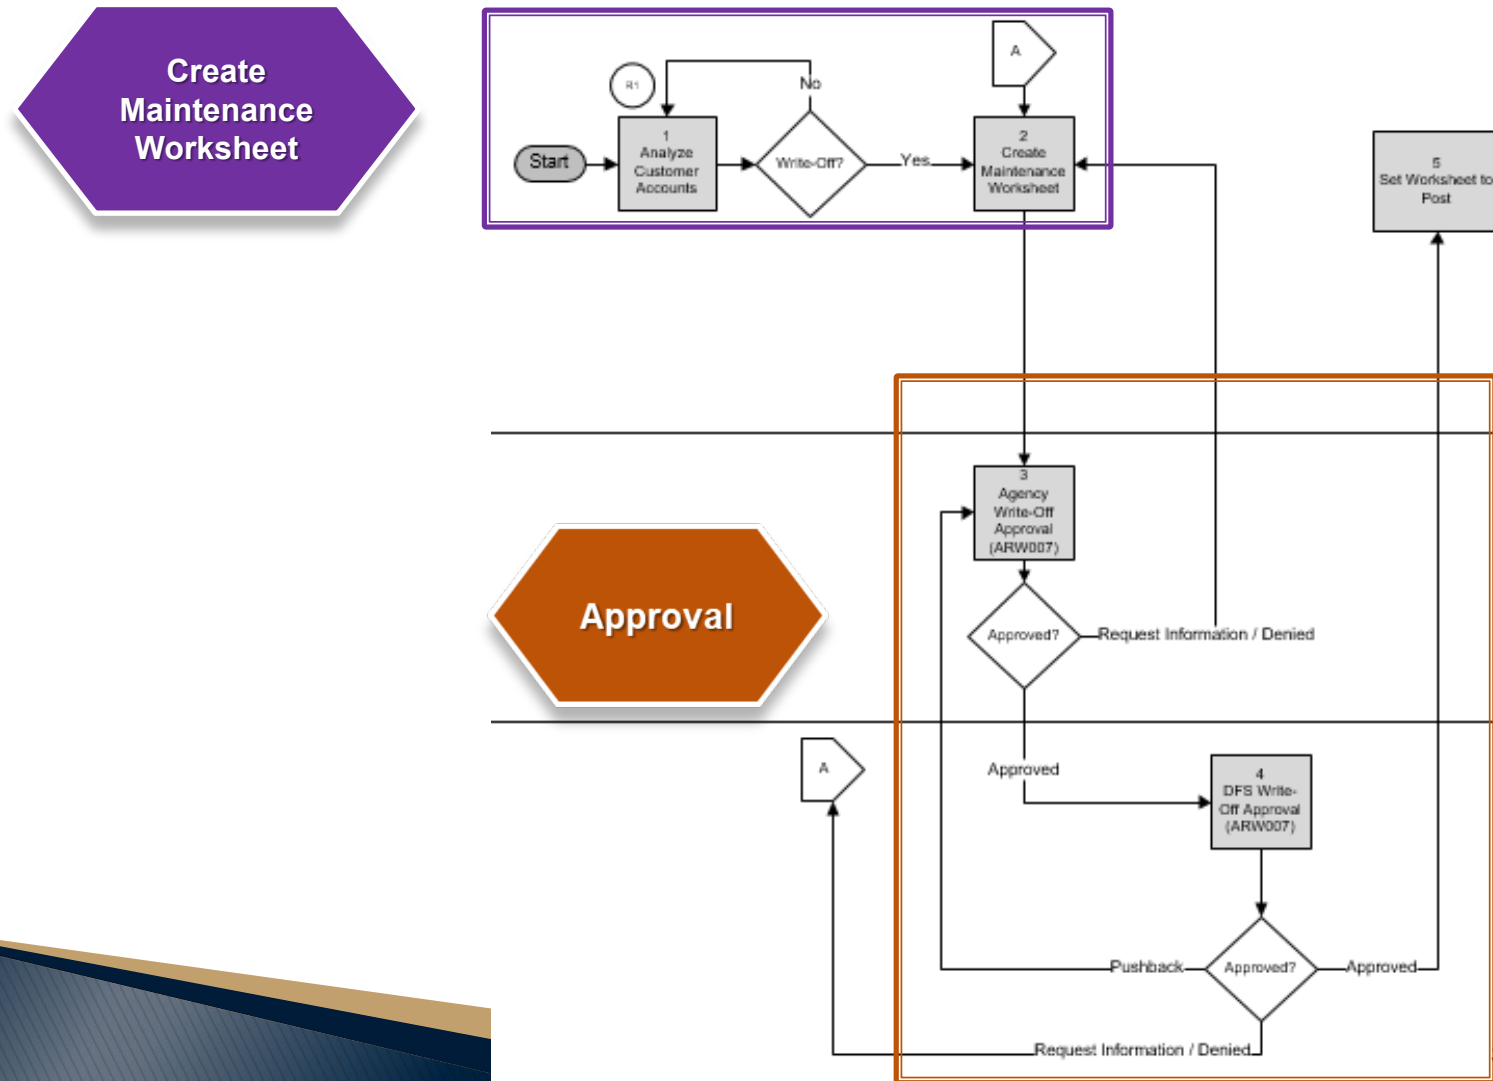 Create
Maintenance
Worksheet
A
R1
No
Start
1
Analyze
Customer
Accounts
Write-Off?
Yes
2
Create
Maintenance
Worksheet
5
Set Worksheet to
Post
3
Agency
Write-Off
Approval
(ARW007)
Approval
Approved?
Request Information / Denied
A
Approved
4
DFS Write-
Off Approval
(ARW007)
Pushback
Approved?
Approved
Request Information / Denied